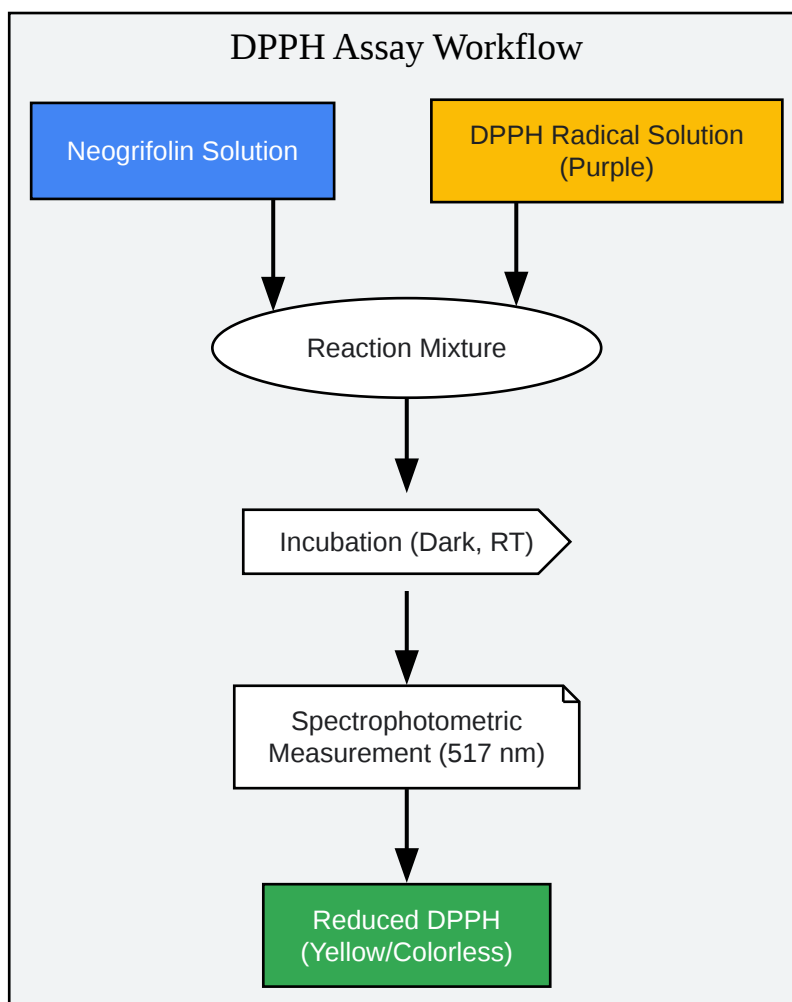 DPPH Assay Workflow
Neogrifolin Solution
DPPH Radical Solution
(Purple)
Reaction Mixture
Incubation (Dark, RT)
Spectrophotometric
Measurement (517 nm)
Reduced DPPH
(Yellow/Colorless)